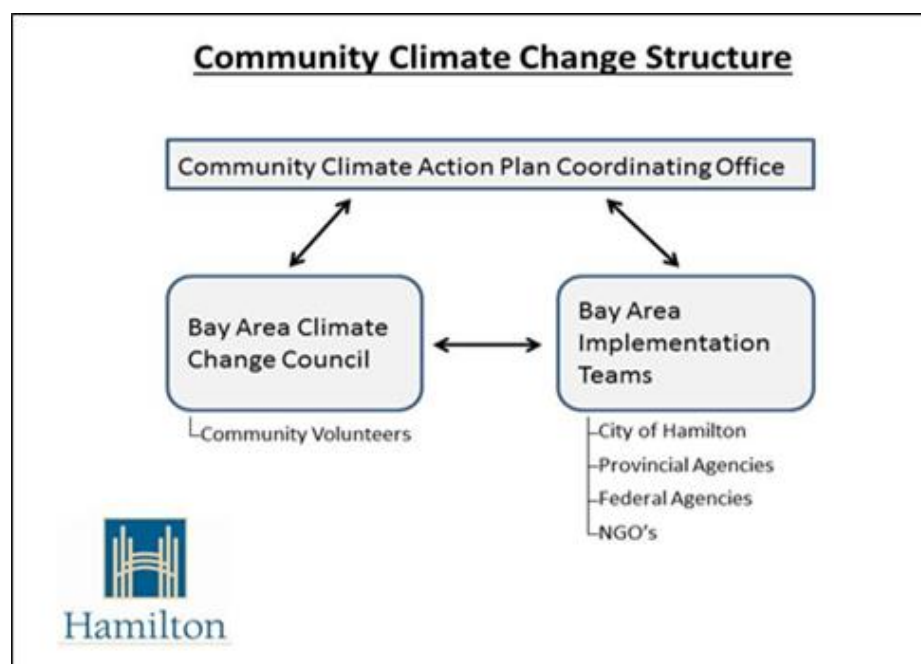 Community Climate Change Structure
Community Climate Action Plan Coordinating Office
Bay Area Climate
Change Council
Community Volunteers
Bay Area
Implementation
Teams
City of Hamilton
Provincial Agencies
Federal Agencies
NGO's
Hamilton